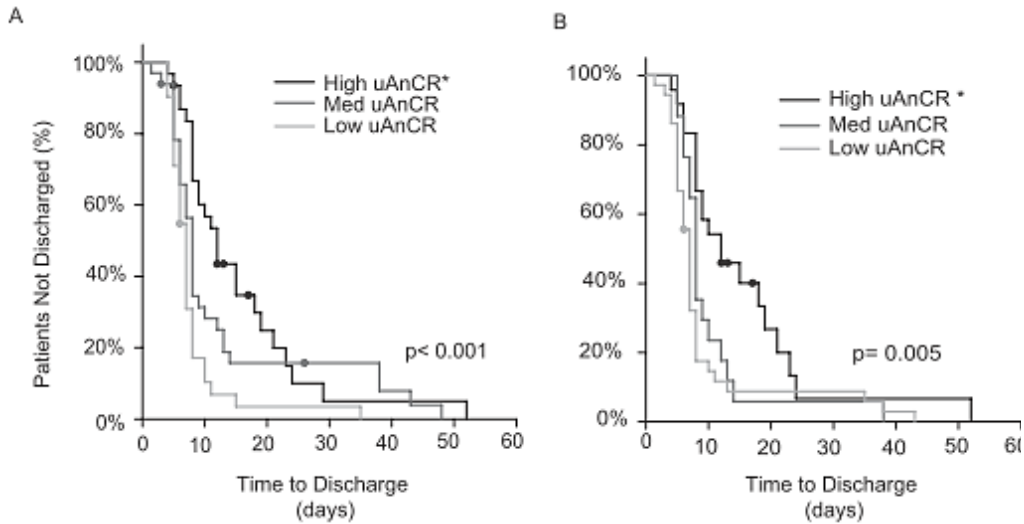 A
Patients Not Discharged (%)
100%
80%
60%
40%
20%
0%
High uAnCR*
Med uAnCR
Low uAnCR
p< 0.001
0 10 20 30 40 50 60
Time to Discharge
(days)
B
100%
80%
60%
40%
20%
0%
High uAnCR *
Med uAnCR
Low uAnCR
p= 0.005
0 10 20 30 40 50 60
Time to Discharge
(days)